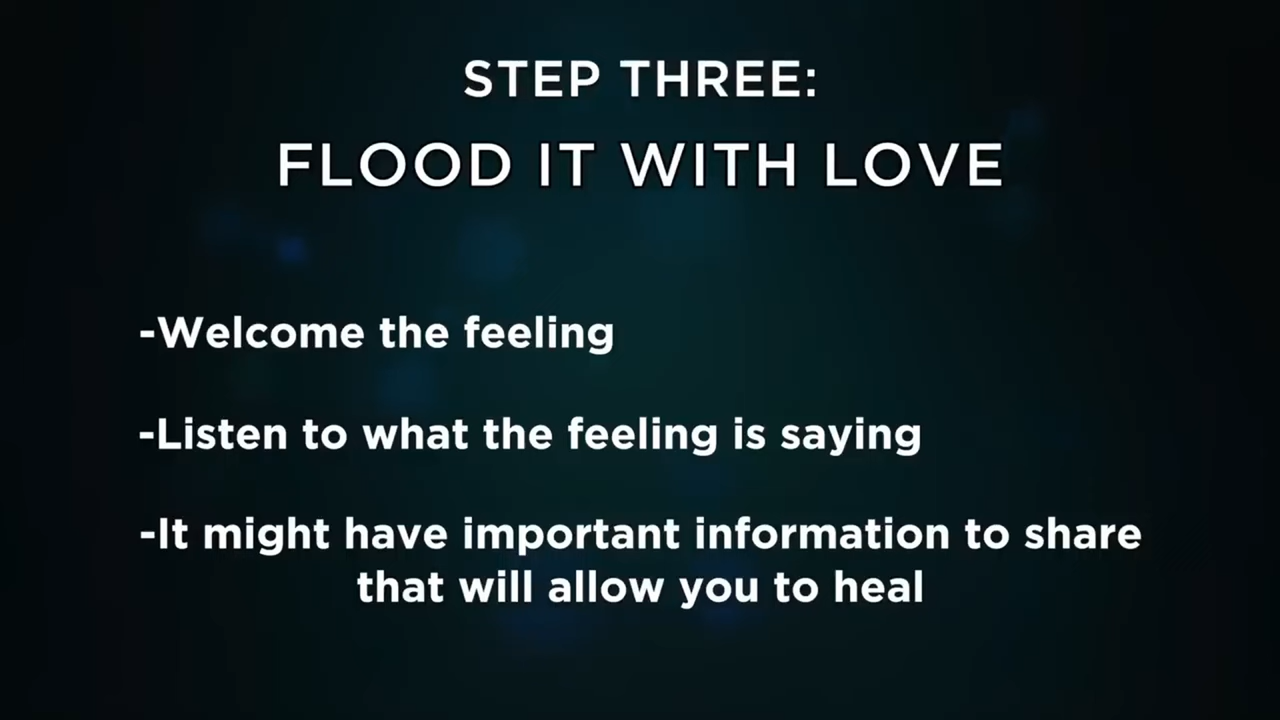 STEP THREE:
FLOOD IT WITH LOVE
-Welcome the feeling
-Listen to what the feeling is saying
-It might have important information to share
that will allow you to heal